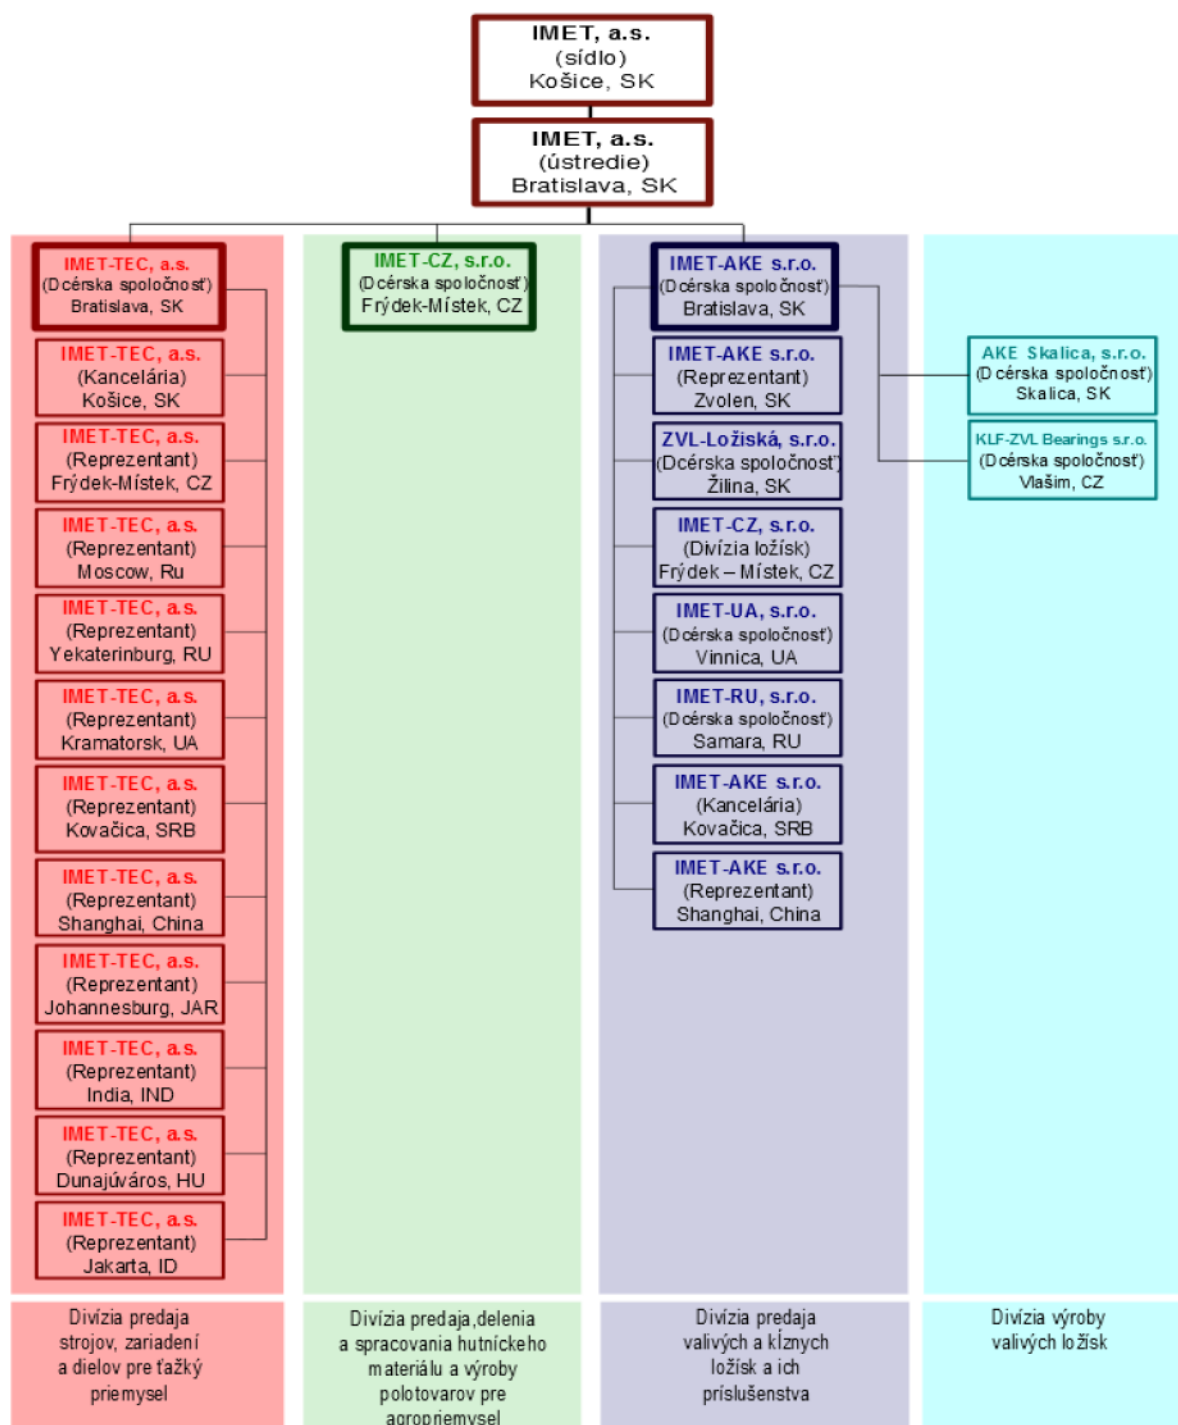 IMET, a.s.
(sídlo)
Košice, SK
IMET, a.s.
(ústredie)
Bratislava, SK
IMET-TEC, a.s.
(Dcérska spoločnosť)
Bratislava, SK
IMET-TEC, a.s.
(Kancelária)
Košice, SK
IMET-TEC, a.s.
(Reprezentant)
Frýdek-Místek, CZ
IMET-TEC, a.s.
(Reprezentant)
Moscow, Ru
IMET-TEC, a.s.
(Reprezentant)
Yekaterinburg, RU
IMET-TEC, a.s.
(Reprezentant)
Kramatorsk, UA
IMET-TEC, a.s.
(Reprezentant)
Kovačica, SRB
IMET-TEC, a.s.
(Reprezentant)
Shanghai, China
IMET-TEC, a.s.
(Reprezentant)
Johannesburg, JAR
IMET-TEC, a.s.
(Reprezentant)
India, IND
IMET-TEC, a.s.
(Reprezentant)
Dunajúváros, HU
IMET-TEC, a.s.
(Reprezentant)
Jakarta, ID
Divízia predaja
strojov, zariadení
a dielov pre ťažký
priemysel
IMET-CZ, s.r.o.
(Dcérska spoločnosť)
Frýdek-Místek, CZ
Divízia predaja,delenia
a spracovania hutníckeho
materiálu a výroby
polotovarov pre
agropriemysel
IMET-AKE s.r.o.
(Dcérska spoločnosť)
Bratislava, SK
IMET-AKE s.r.o.
(Reprezentant)
Zvolen, SK
ZVL-Ložiská, s.r.o.
(Dcérska spoločnosť)
Žilina, SK
IMET-CZ, s.r.o.
(Divízia ložísk)
Frýdek – Místek, CZ
IMET-UA, s.r.o.
(Dcérska spoločnosť)
Vinnica, UA
IMET-RU, s.r.o.
(Dcérska spoločnosť)
Samara, RU
IMET-AKE s.r.o.
(Kancelária)
Kovačica, SRB
IMET-AKE s.r.o.
(Reprezentant)
Shanghai, China
Divízia predaja
valivých a kĺznych
ložísk a ich
príslušenstva
AKE Skalica, s.r.o.
(Dcérska spoločnosť)
Skalica, SK
KLF-ZVL Bearings s.r.o.
(Dcérska spoločnosť)
Vlašim, CZ
Divízia výroby
valivých ložísk